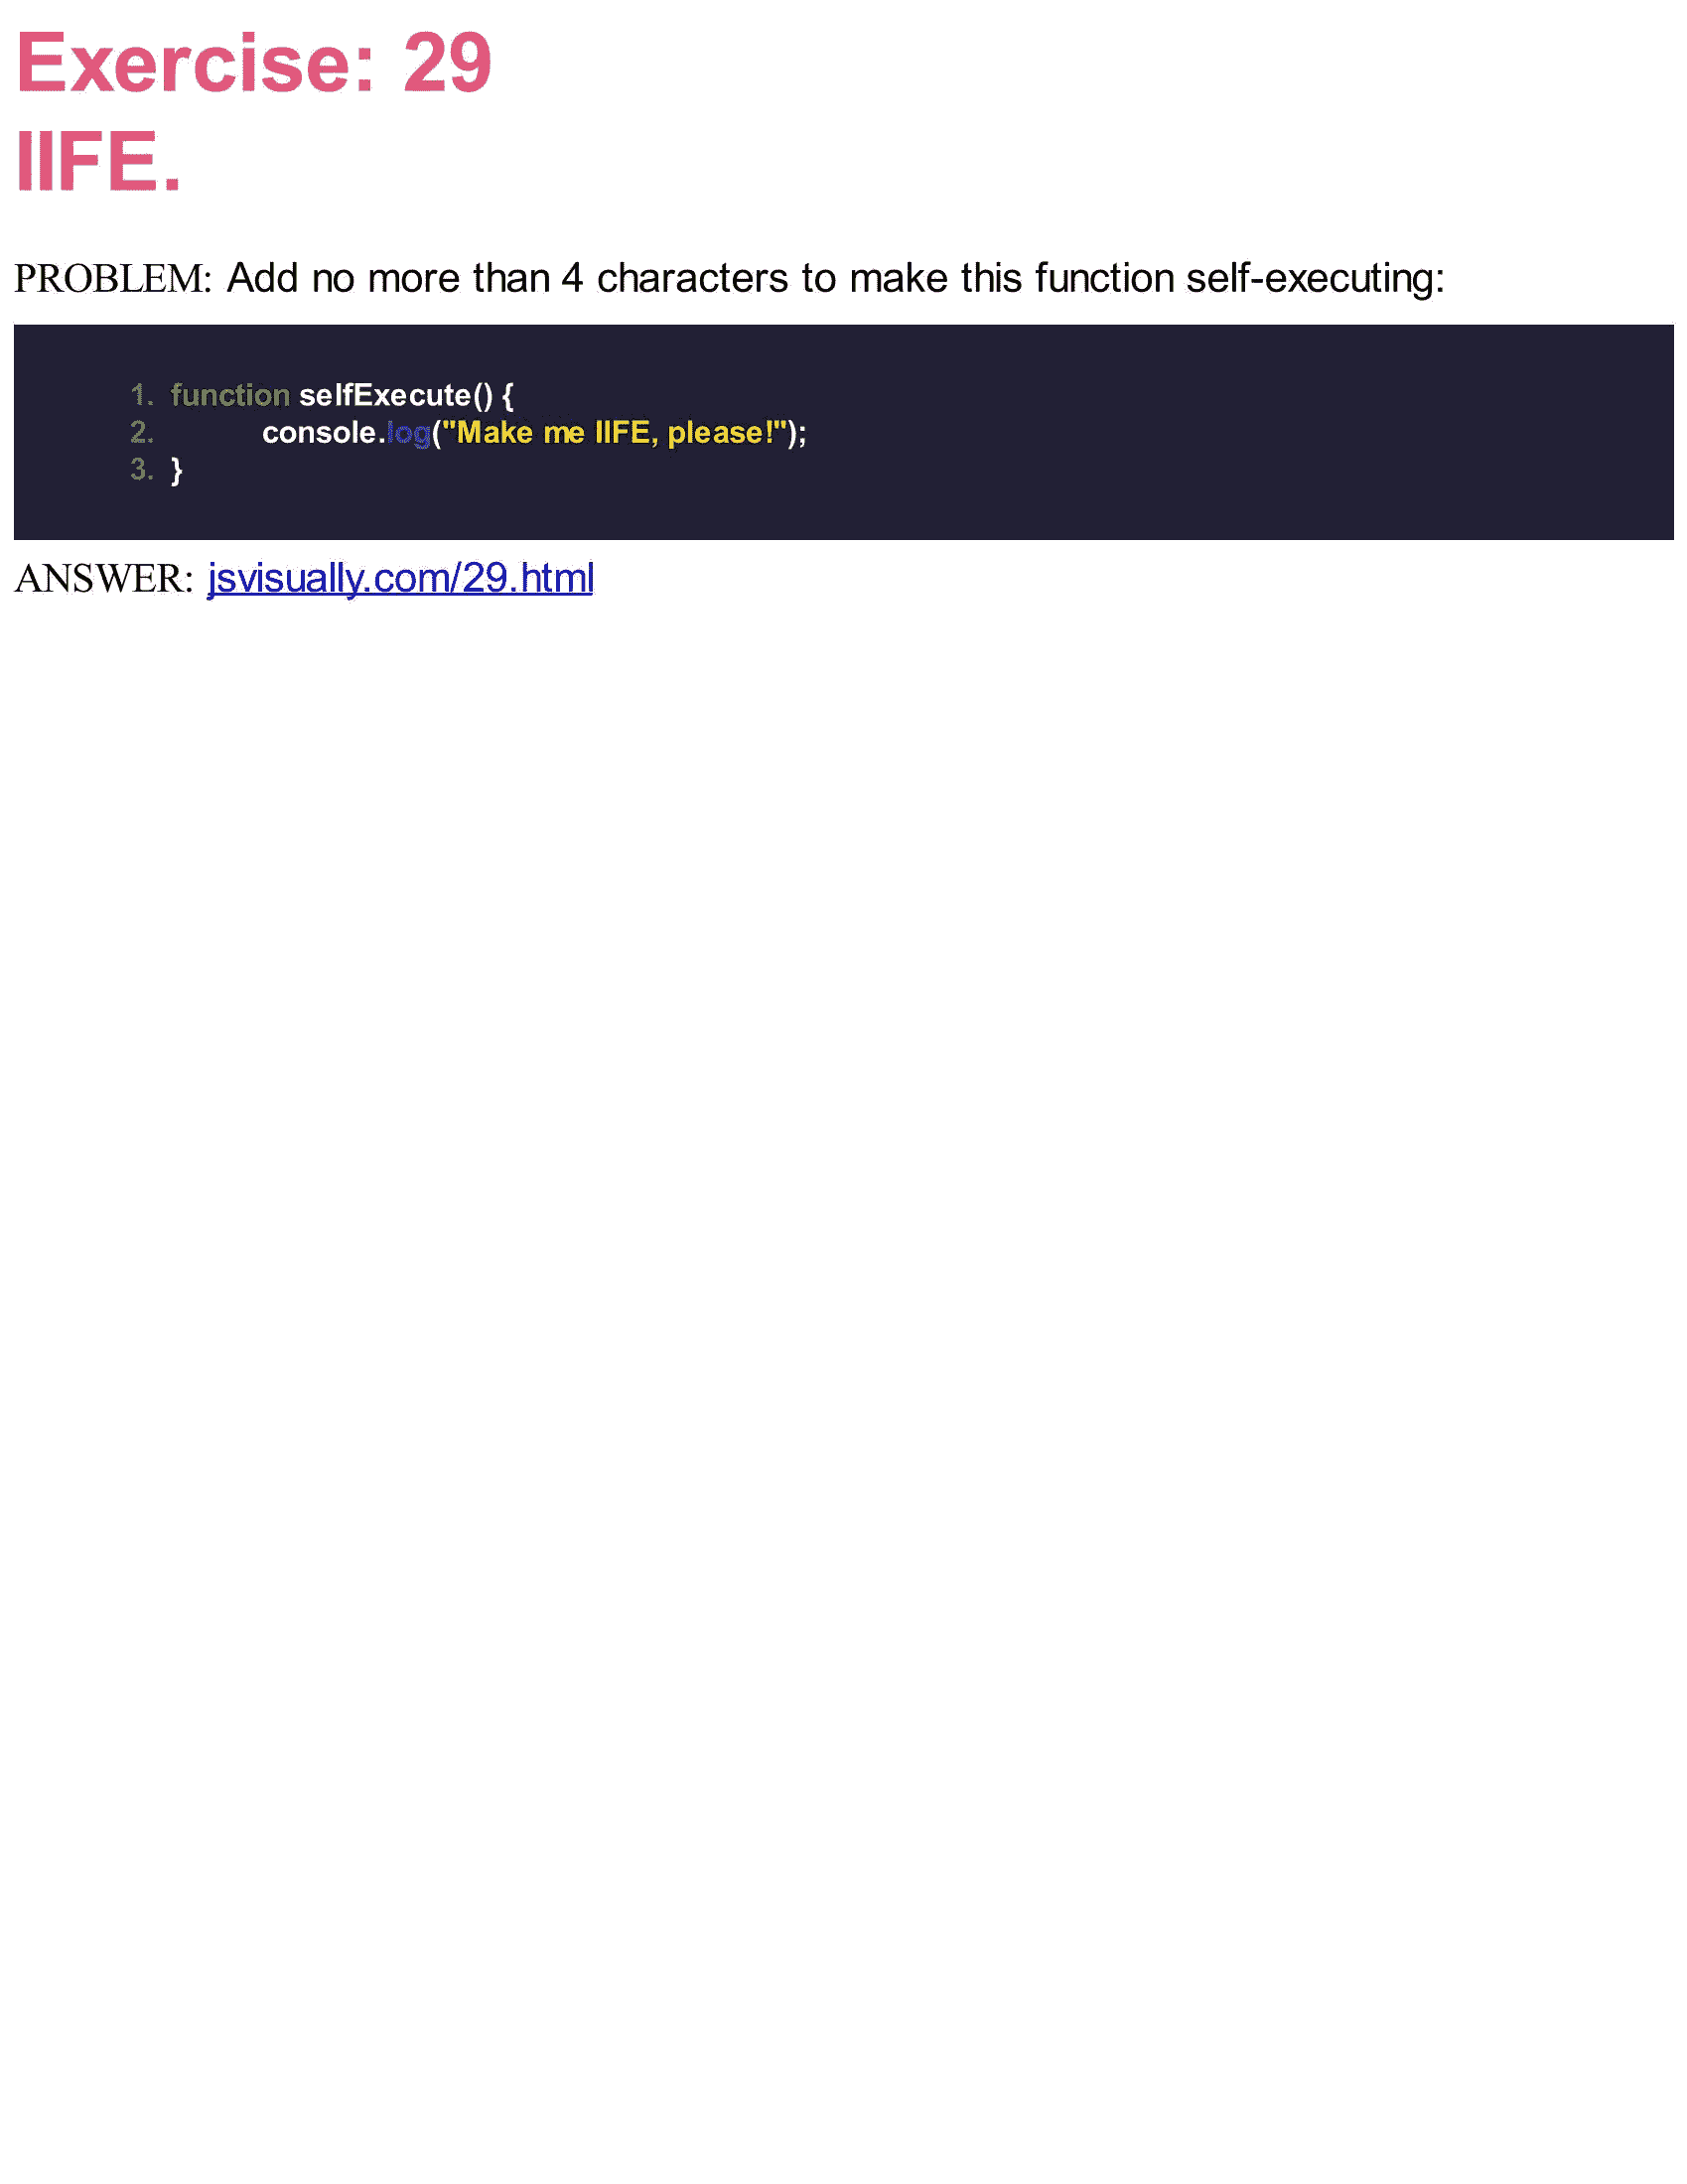 Exercise: 29
IIFE.
PROBLEM: Add no more than 4 characters to make this function self-executing:
1. function selfExecute() {
2. console.log("Make me IIFE, please!");
3. }
ANSWER: jsvisually.com/29.html